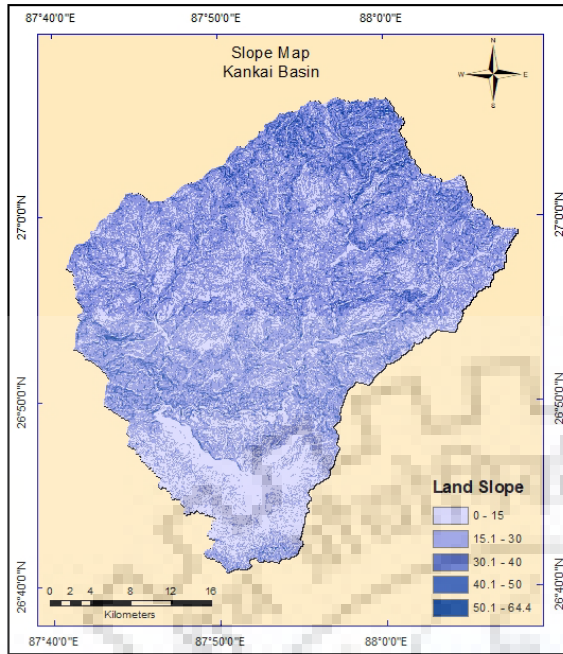 87°40'0"E 87°50'0"E 88°0'0"E
Slope Map
Kankai Basin
N
W E
S
27°0'0"N 27°0'0"N
26°50'0"N 26°50'0"N
Land Slope
0 - 15
15.1 - 30
30.1 - 40
40.1 - 50
50.1 - 64.4
26°40'0"N 26°40'0"N
0 2 4 8 12 16
Kilometers
87°40'0"E 87°50'0"E 88°0'0"E